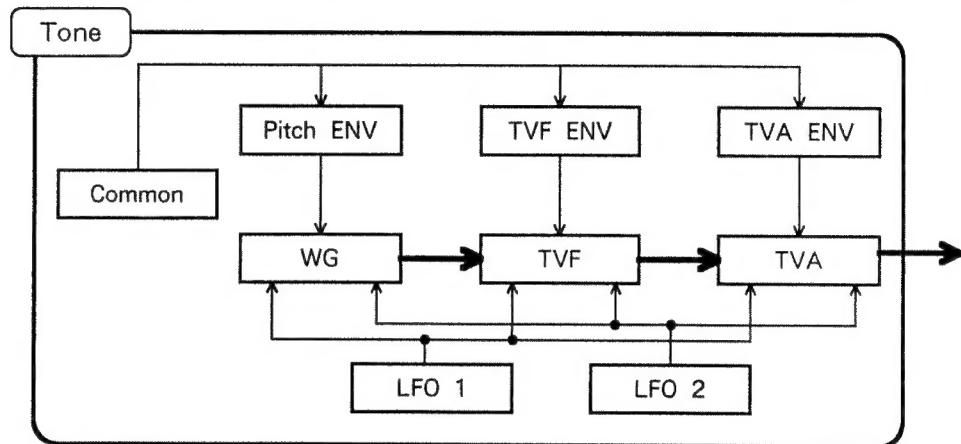 Tone
Pitch ENV
TVF ENV
TVA ENV
Common
WG
TVF
TVA
LFO 1
LFO 2